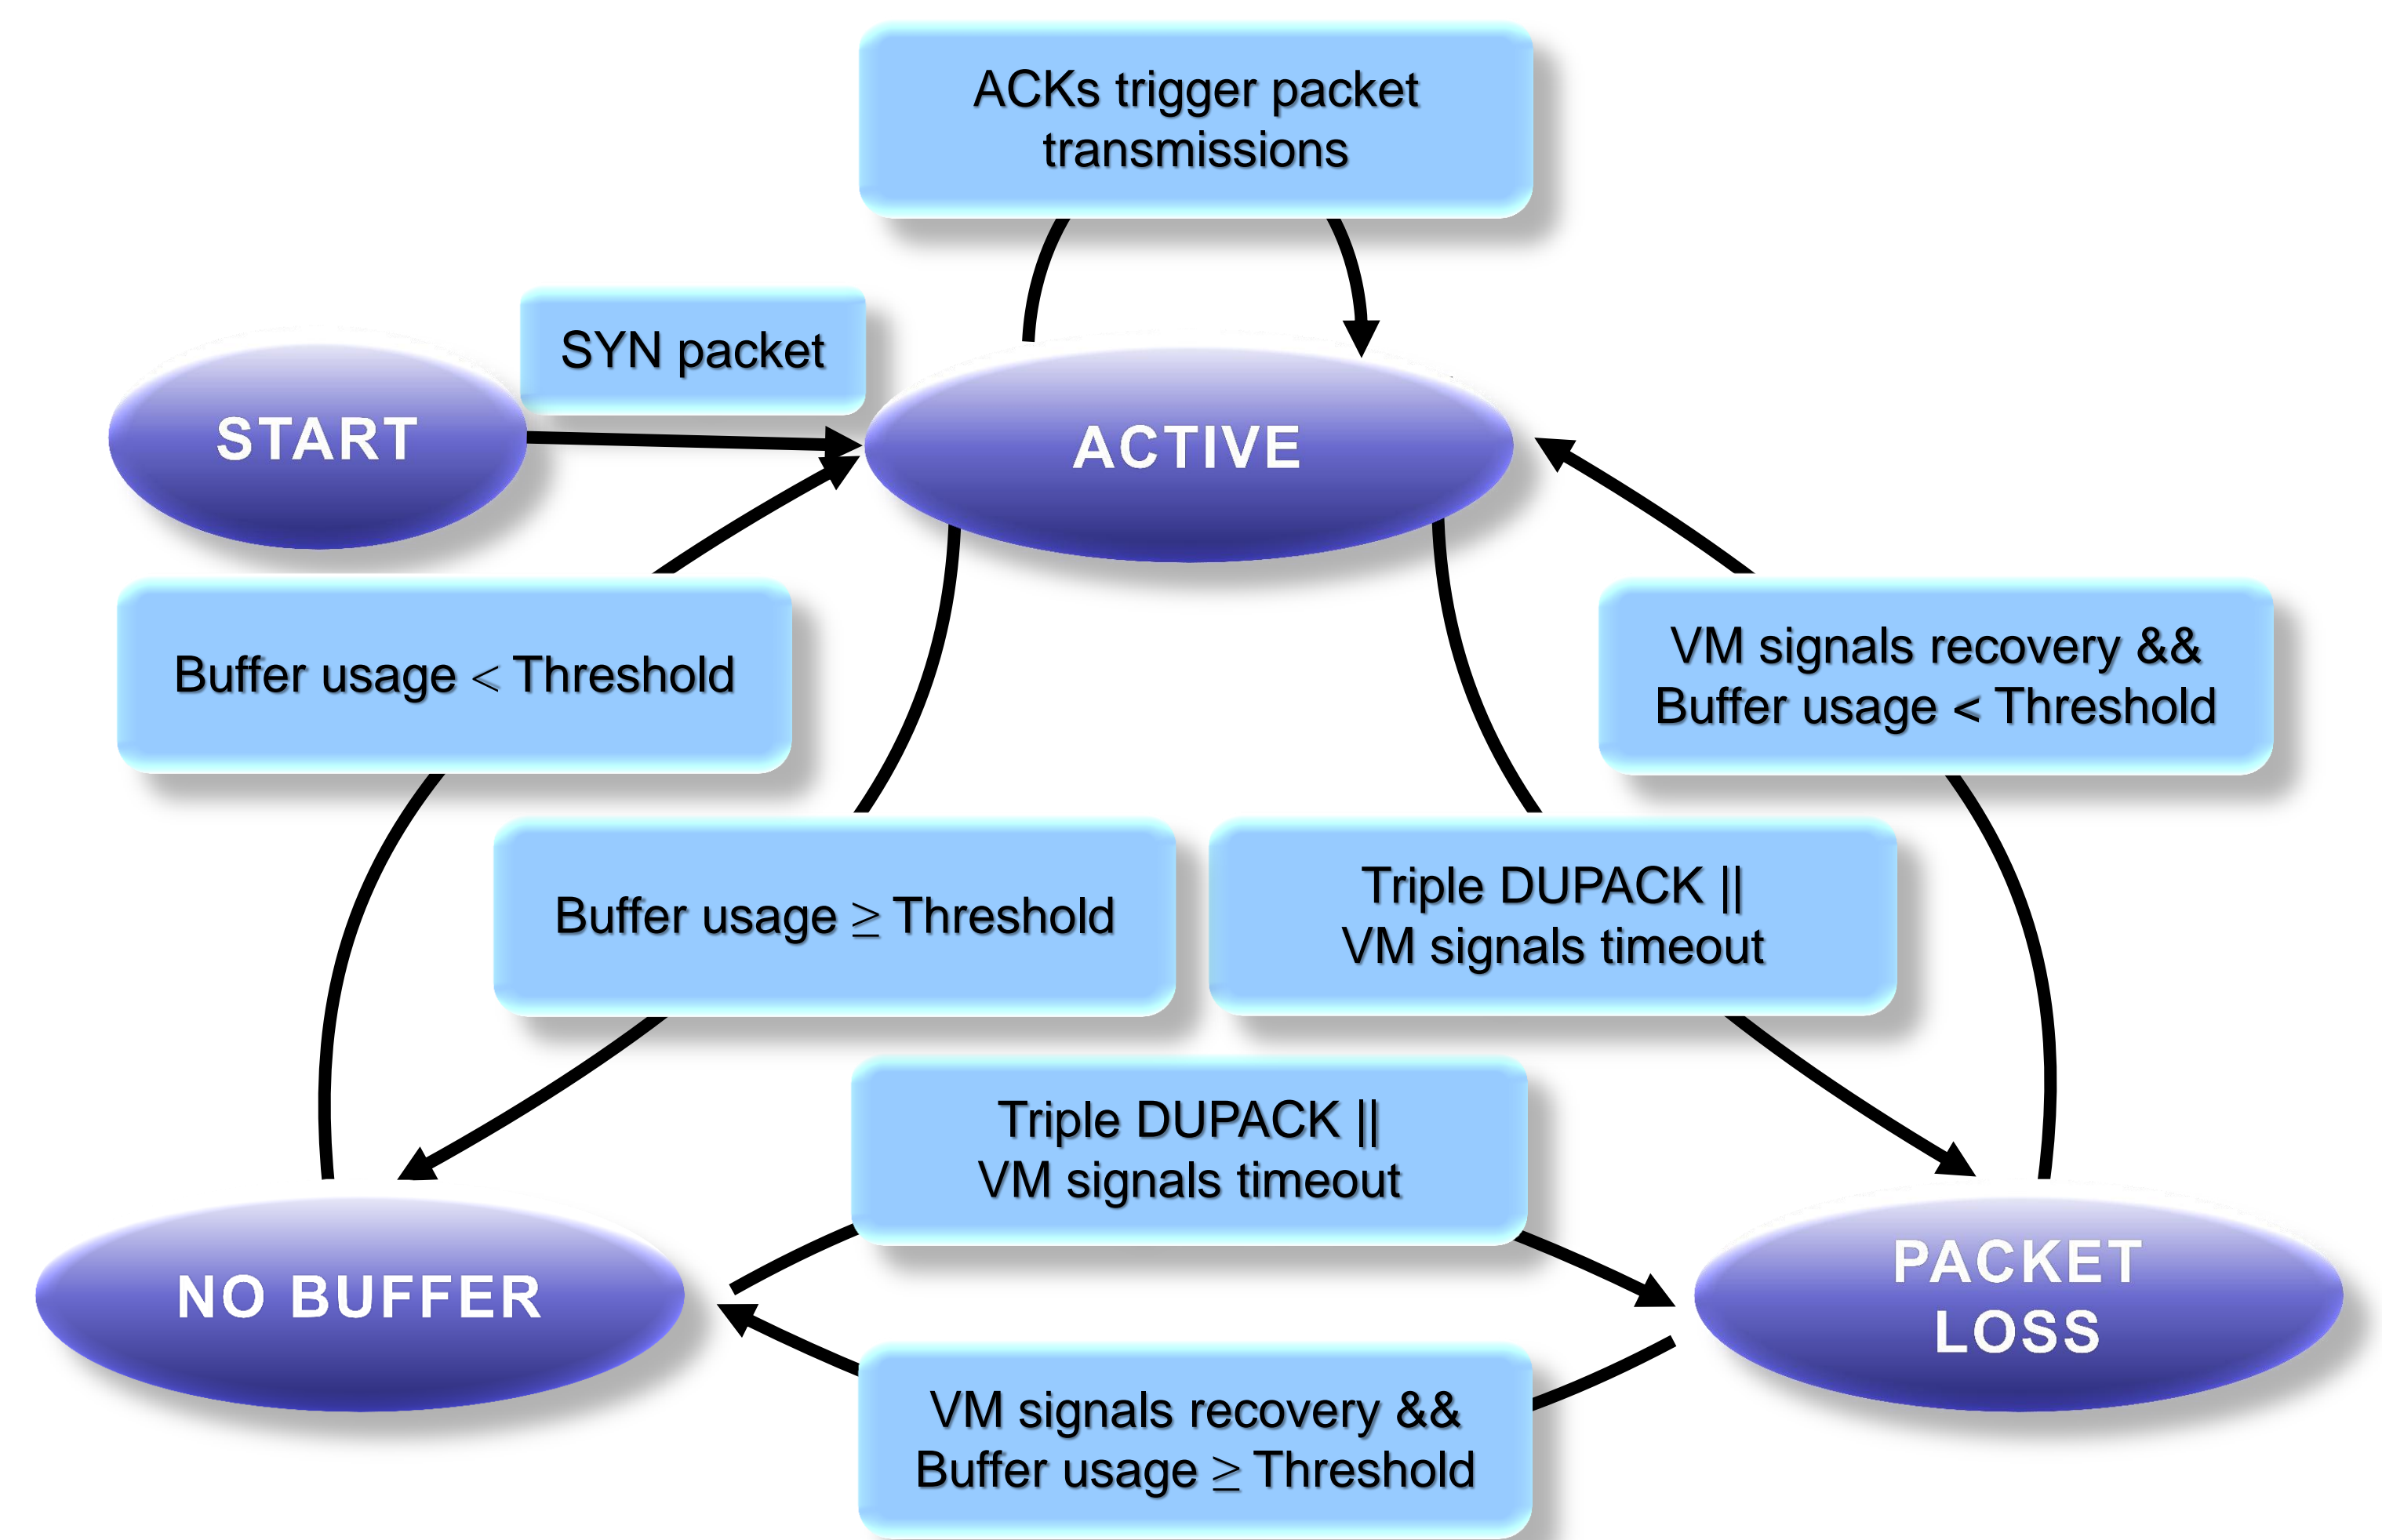 ACKs trigger packet
transmissions
SYN packet
START
ACTIVE
Buffer usage < Threshold
VM signals recovery &&
Buffer usage < Threshold
Buffer usage ≥ Threshold
Triple DUPACK ||
VM signals timeout
Triple DUPACK ||
VM signals timeout
NO BUFFER
PACKET
LOSS
VM signals recovery &&
Buffer usage ≥ Threshold